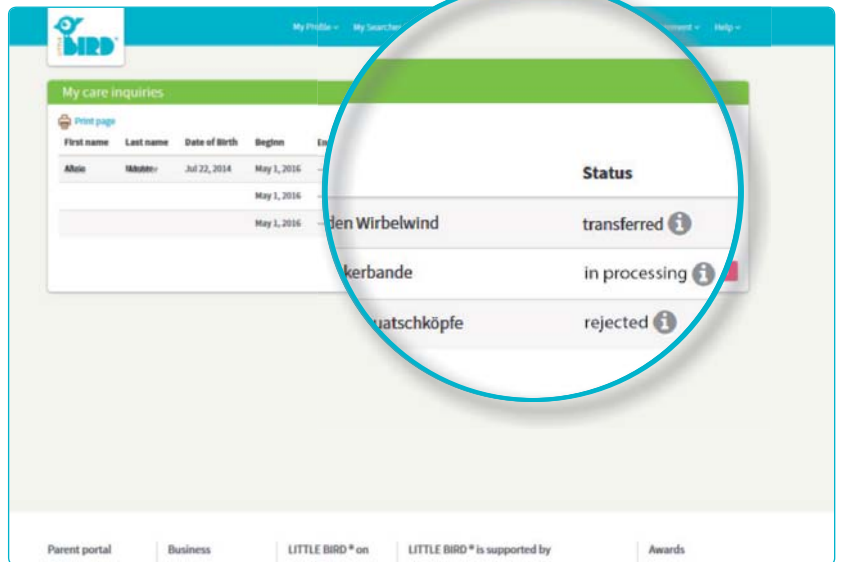 LITTLE BIRD
My Profile My Searches Help
My care inquiries
Print page
First name Last name Date of Birth Beginn
Jul 22, 2014 May 1, 2016
May 1, 2016
May 1, 2016
Status
den Wirbelwind transferred
kerbande in processing
uatschköpfe rejected
Parent portal Business LITTLE BIRD® on LITTLE BIRD® is supported by Awards